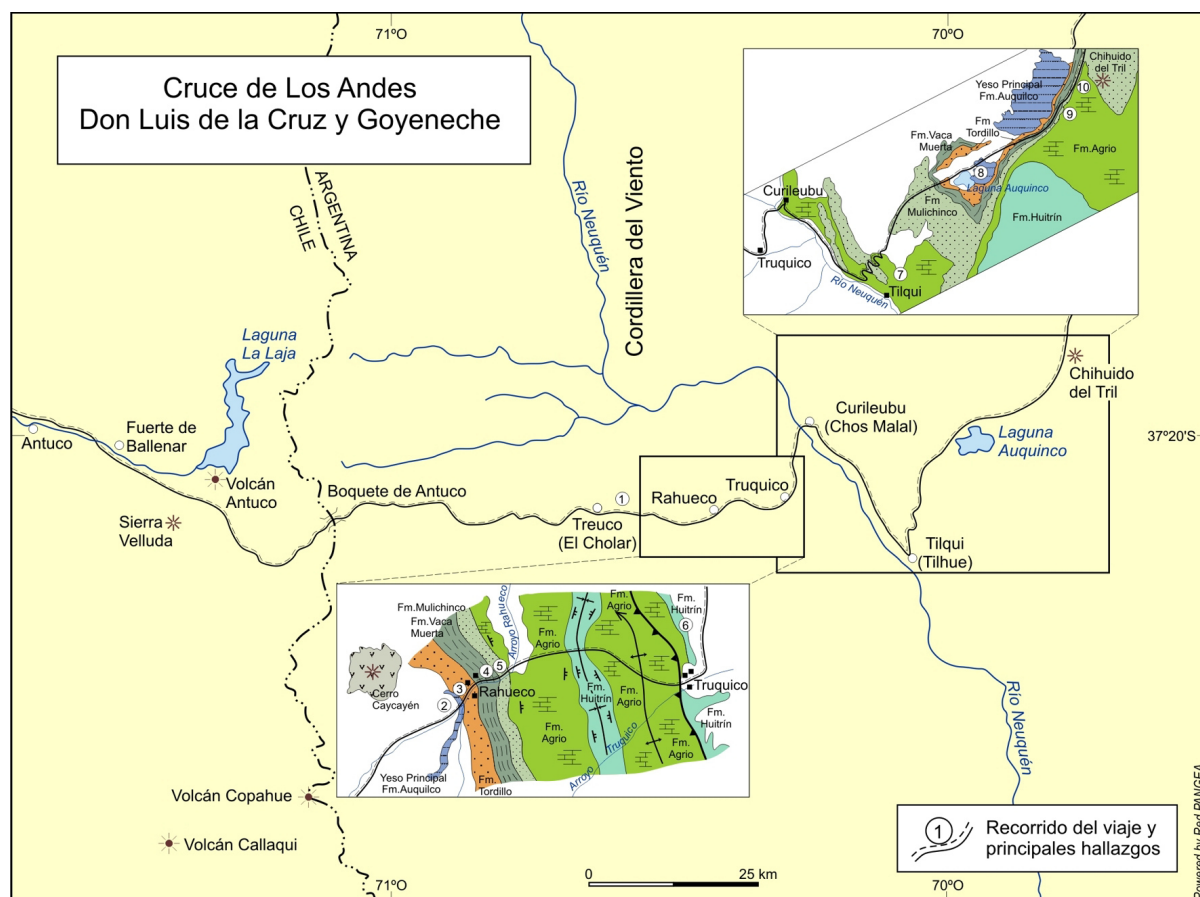 71ºO
70ºO
Cruce de Los Andes
Don Luis de la Cruz y Goyeneche
ARGENTINA
CHILE
Río Neuquén
Cordillera del Viento
Chihuido
del Tril
10
Yeso Principal
Fm.Auquilco
9
Fm
Tordillo
Fm.Vaca
Muerta
Fm.Agrio
8
Laguna Auquinco
Curileubu
Fm
Mulichinco
Fm.Huitrín
Truquico
7
Río Neuquén
Tilqui
Laguna
La Laja
Chihuido
del Tril
Antuco
Fuerte de
Ballenar
Curileubu
(Chos Malal)
Laguna
Auquinco
37º20'S
Volcán
Antuco
Boquete de Antuco
1
Rahueco
Truquico
Sierra
Velluda
Treuco
(El Cholar)
Tilqui
(Tilhue)
Fm.Mulichinco
Fm.Vaca
Muerta
Arroyo Rahueco
Fm.
Agrio
Fm.
Huitrín
6
Fm.
Agrio
5
4
3
2
Rahueco
Cerro
Caycayén
Fm.
Huitrín
Fm.
Agrio
Truquico
Fm.
Huitrín
Fm.
Agrio
Fm.
Agrio
Arroyo Truquico
Yeso Principal
Fm.Auquilco
Fm.
Tordillo
Río Neuquén
Volcán Copahue
Volcán Callaqui
1
Recorrido del viaje y
principales hallazgos
0
25 km
71ºO
70ºO
Powered by Red PANGEA